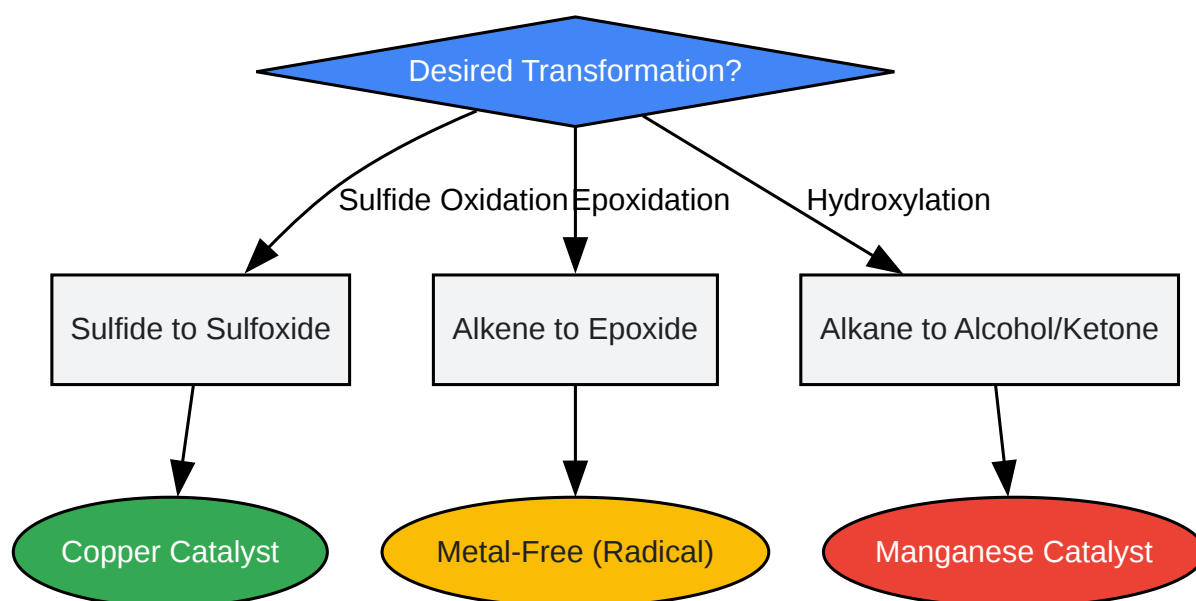 Desired Transformation?
Sulfide Oxidation
Epoxidation
Hydroxylation
Sulfide to Sulfoxide
Alkene to Epoxide
Alkane to Alcohol/Ketone
Copper Catalyst
Metal-Free (Radical)
Manganese Catalyst